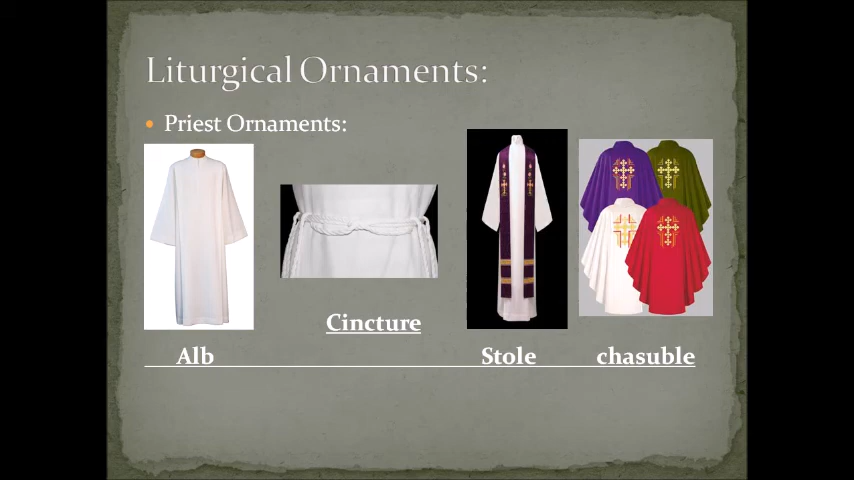 Liturgical Ornaments:
Priest Ornaments:
Cincture
Alb Stole chasuble